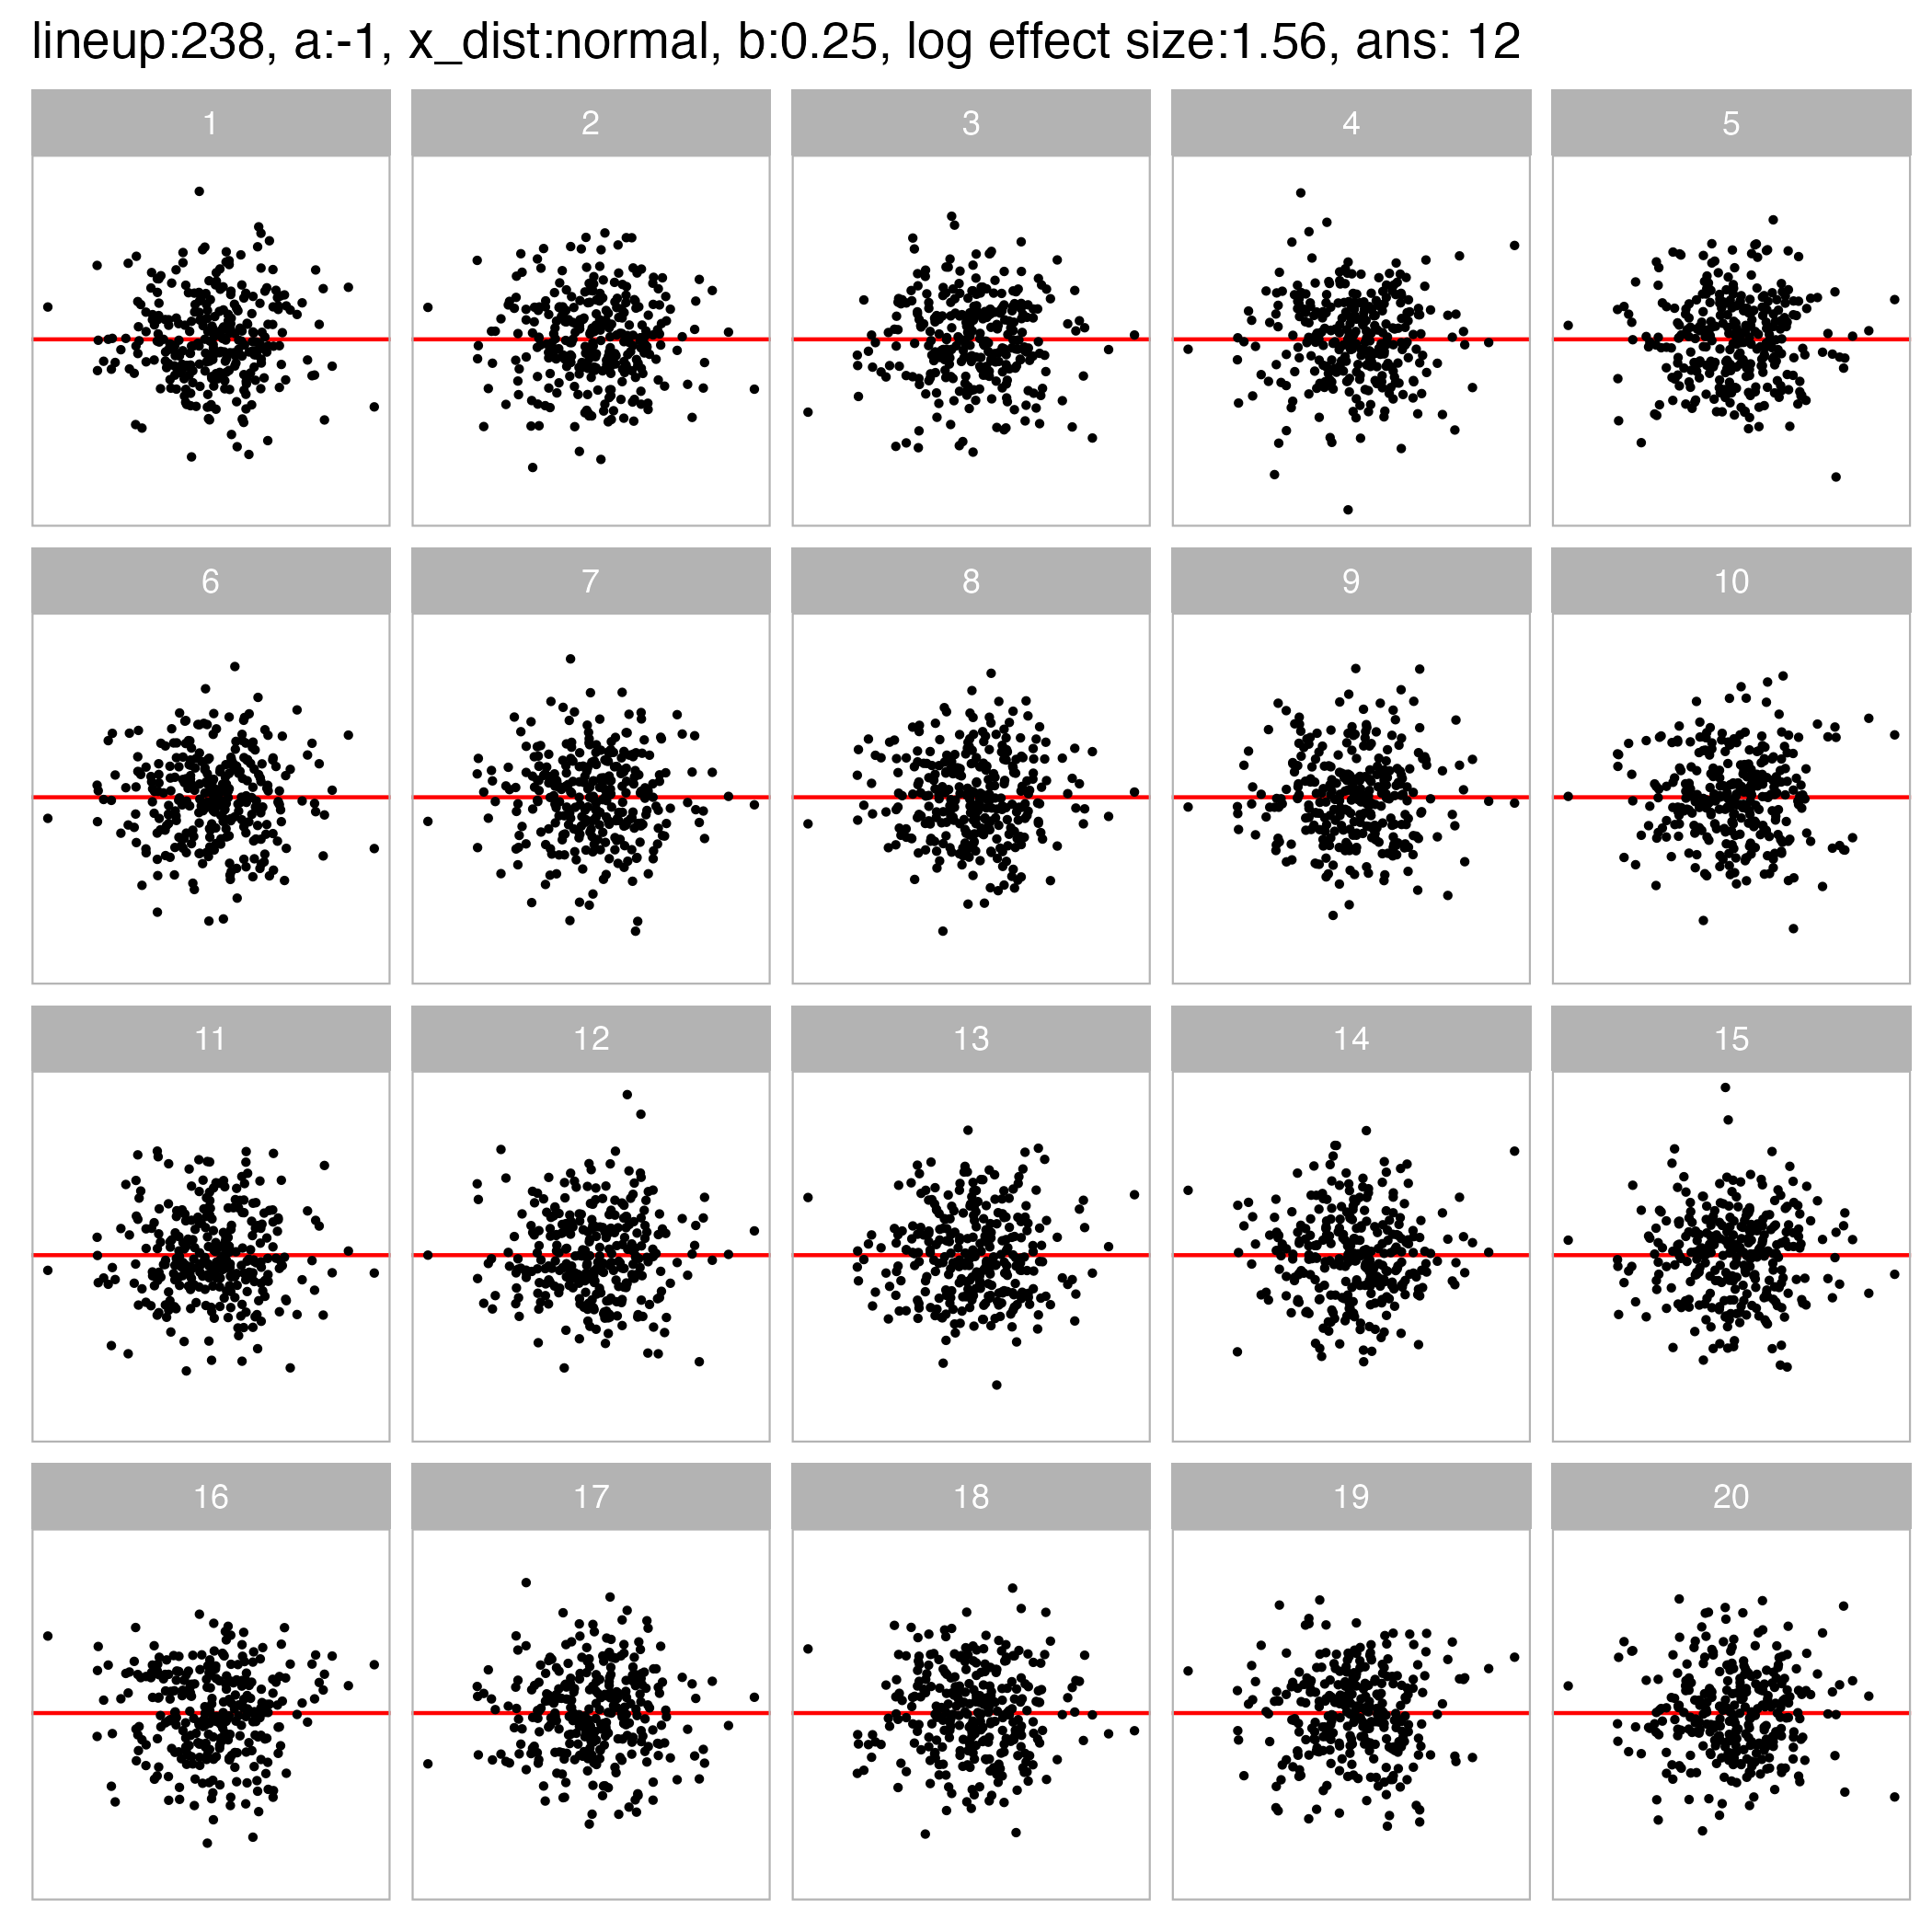 lineup:238, a:-1, x_dist:normal, b:0.25, log effect size:1.56, ans: 12
1 2 3 4 5
6 7 8 9 10
11 12 13 14 15
16 17 18 19 20